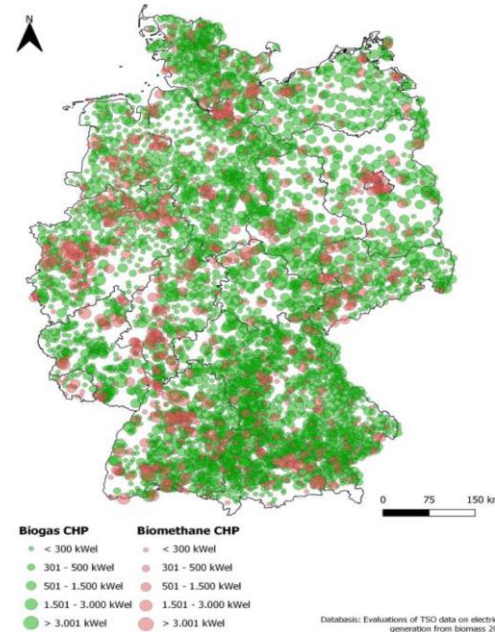 N
0 75 150 km
Biogas CHP Biomethane CHP
< 300 kWel < 300 kWel
301 - 500 kWel 301 - 500 kWel
501 - 1.500 kWel 501 - 1.500 kWel
1.501 - 3.000 kWel 1.501 - 3.000 kWel
> 3.001 kWel > 3.001 kWel
Databasis: Evaluations of TSO data on
generation from biomass